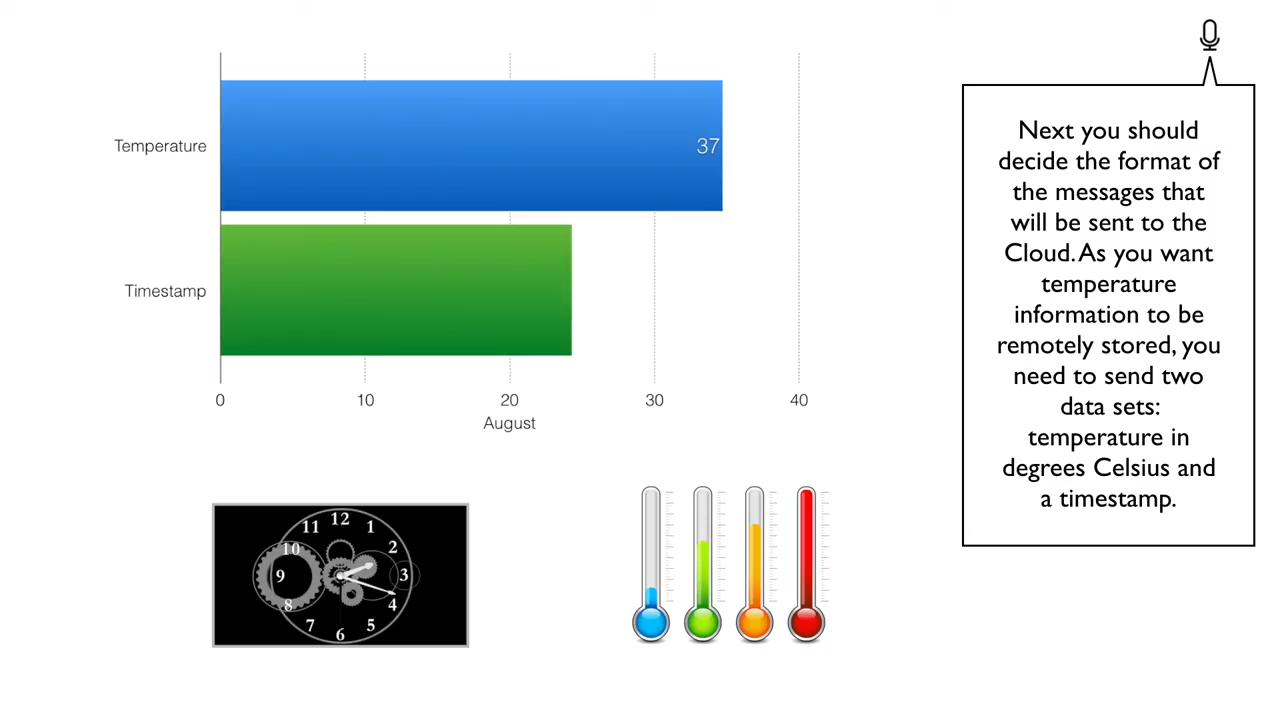 Temperature
37
Timestamp
0 10 20 30 40
August
Next you should
decide the format of
the messages that
will be sent to the
Cloud. As you want
temperature
information to be
remotely stored, you
need to send two
data sets:
temperature in
degrees Celsius and
a timestamp.
12
11 1
10 2
9 3
8 4
7 5
6